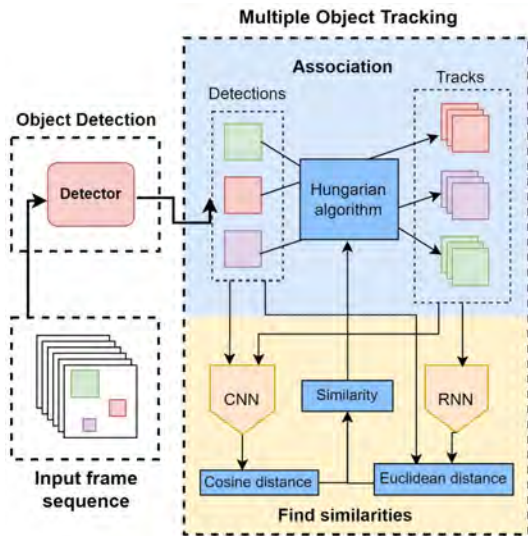 Multiple Object Tracking
Association
Detections
Tracks
Object Detection
Detector
Hungarian
algorithm
CNN
Similarity
RNN
Cosine distance
Euclidean distance
Input frame
sequence
Find similarities